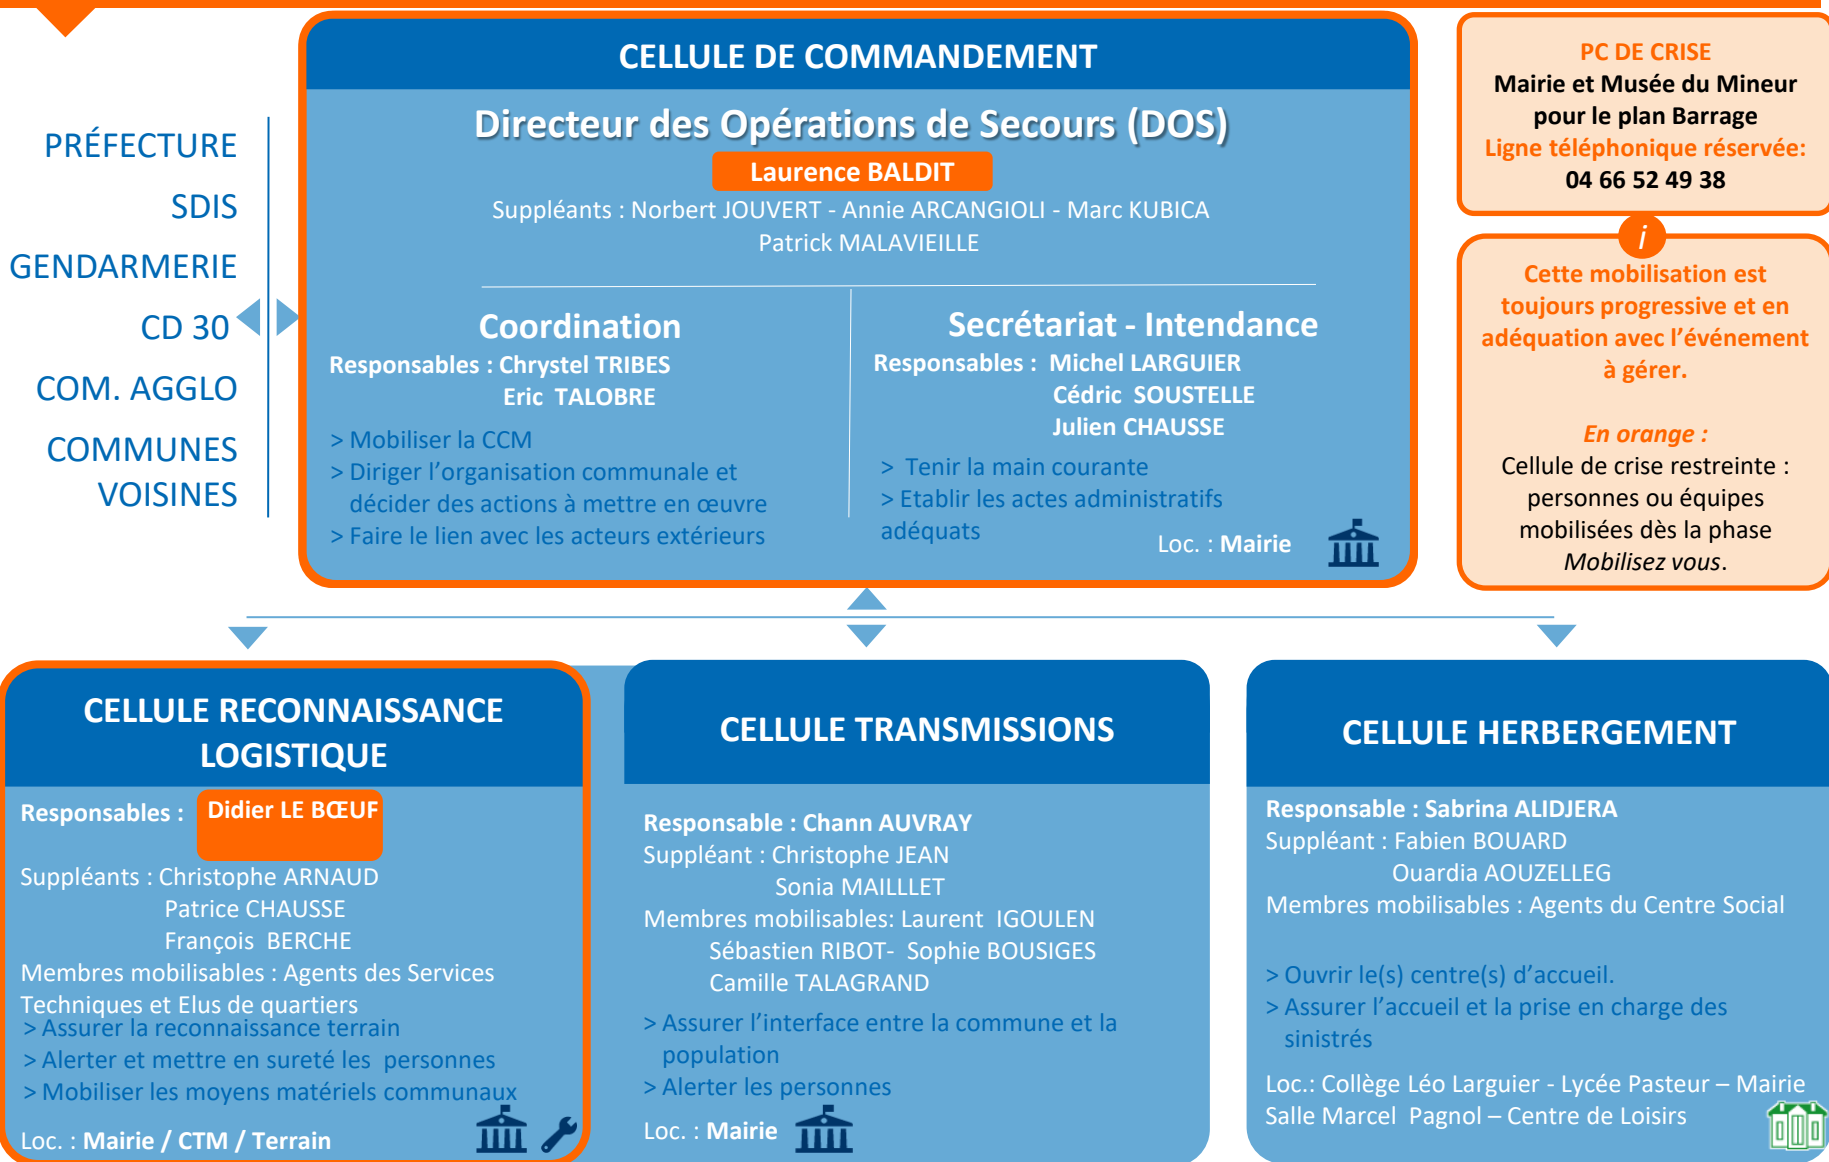 CELLULE DE COMMANDEMENT
Directeur des Opérations de Secours (DOS)
Laurence BALDIT
Suppléants : Norbert JOUVERT - Annie ARCANGIOLI - Marc KUBICA
Patrick MALAVIEILLE
PRÉFECTURE
SDIS
GENDARMERIE
CD 30
COM. AGGLO
COMMUNES
VOISINES
Coordination
Responsables : Chrystel TRIBES
Eric TALOBRE
> Mobiliser la CCM
> Diriger l'organisation communale et
décider des actions à mettre en œuvre
> Faire le lien avec les acteurs extérieurs
Secrétariat - Intendance
Responsables : Michel LARGUIER
Cédric SOUSTELLE
Julien CHAUSSE
> Tenir la main courante
> Etablir les actes administratifs
adéquats
Loc. : Mairie
PC DE CRISE
Mairie et Musée du Mineur
pour le plan Barrage
Ligne téléphonique réservée:
04 66 52 49 38
i
Cette mobilisation est
toujours progressive et en
adéquation avec l'événement
à gérer.
En orange :
Cellule de crise restreinte :
personnes ou équipes
mobilisées dès la phase
Mobilisez vous.
CELLULE RECONNAISSANCE
LOGISTIQUE
Responsables : Didier LE BŒUF
Suppléants : Christophe ARNAUD
Patrice CHAUSSE
François BERCHE
Membres mobilisables : Agents des Services
Techniques et Elus de quartiers
> Assurer la reconnaissance terrain
> Alerter et mettre en sureté les personnes
> Mobiliser les moyens matériels communaux
Loc. : Mairie / CTM / Terrain
CELLULE TRANSMISSIONS
Responsable : Chann AUVRAY
Suppléant : Christophe JEAN
Sonia MAILLLET
Membres mobilisables: Laurent IGOULEN
Sébastien RIBOT- Sophie BOUSIGES
Camille TALAGRAND
> Assurer l'interface entre la commune et la
population
> Alerter les personnes
Loc. : Mairie
CELLULE HERBERGEMENT
Responsable : Sabrina ALIDJERA
Suppléant : Fabien BOUARD
Ouardia AOUZELLEG
Membres mobilisables : Agents du Centre Social
> Ouvrir le(s) centre(s) d'accueil.
> Assurer l'accueil et la prise en charge des
sinistrés
Loc.: Collège Léo Larguier - Lycée Pasteur – Mairie
Salle Marcel Pagnol – Centre de Loisirs